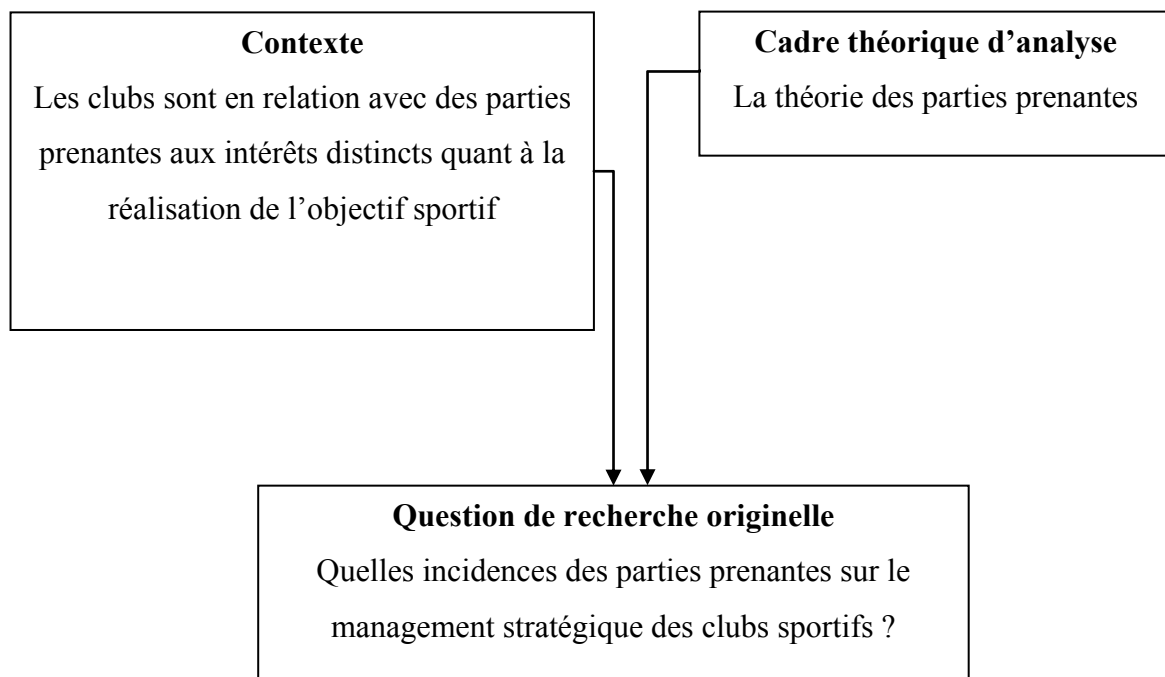 Contexte
Les clubs sont en relation avec des parties
prenantes aux intérêts distincts quant à la
réalisation de l’objectif sportif
Cadre théorique d’analyse
La théorie des parties prenantes
Question de recherche originelle
Quelles incidences des parties prenantes sur le
management stratégique des clubs sportifs ?